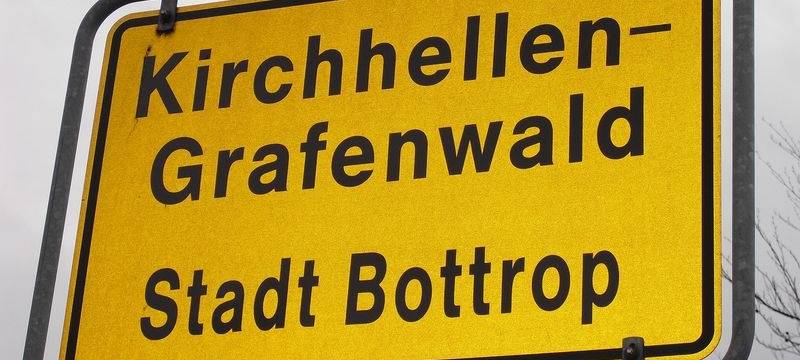 Kirchhellen-
Grafenwald
Stadt Bottrop